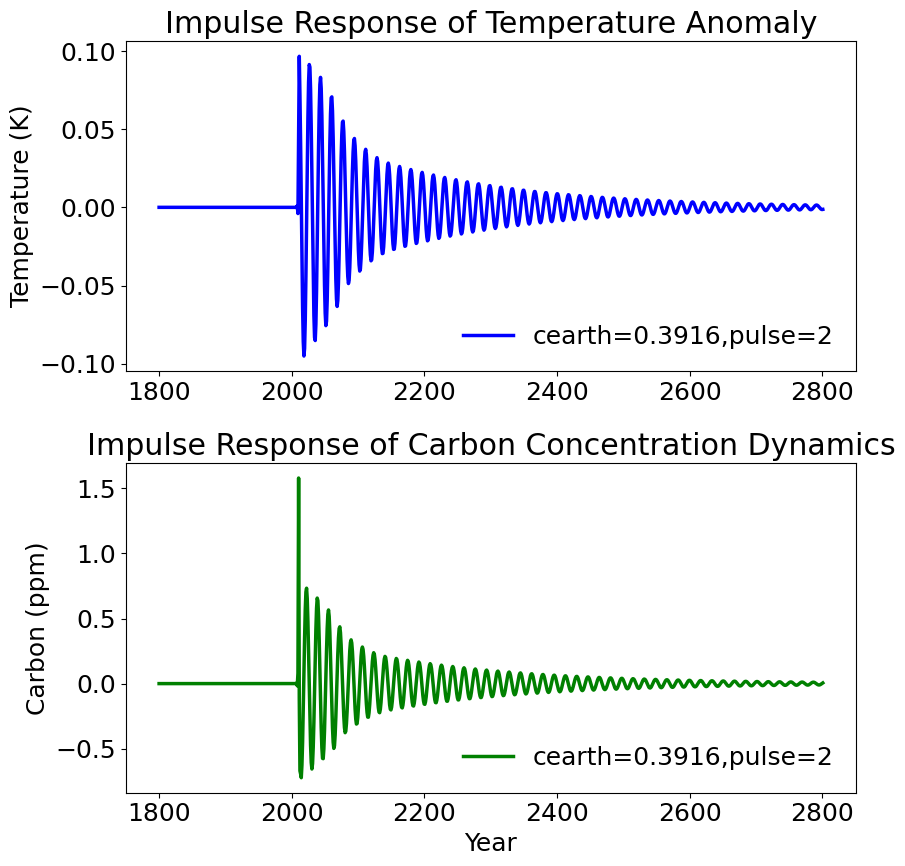 Impulse Response of Temperature Anomaly
0.10
0.05
0.00
−0.05
−0.10
Temperature (K)
cearth=0.3916,pulse=2
1800 2000 2200 2400 2600 2800
Impulse Response of Carbon Concentration Dynamics
1.5
1.0
0.5
0.0
−0.5
Carbon (ppm)
cearth=0.3916,pulse=2
1800 2000 2200 2400 2600 2800
Year